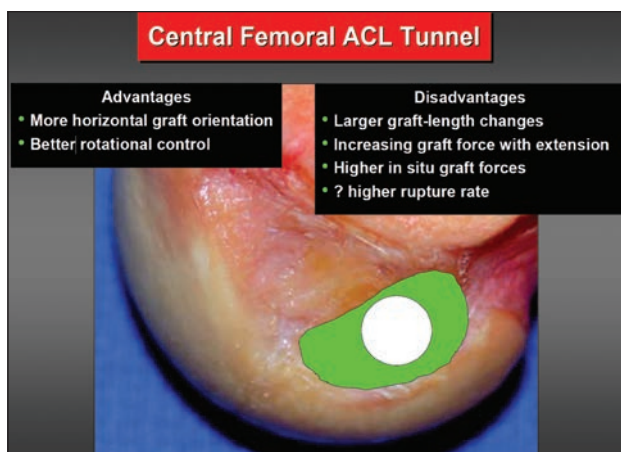 Central Femoral ACL Tunnel
Advantages
• More horizontal graft orientation
• Better rotational control
Disadvantages
• Larger graft-length changes
• Increasing graft force with extension
• Higher in situ graft forces
• ? higher rupture rate